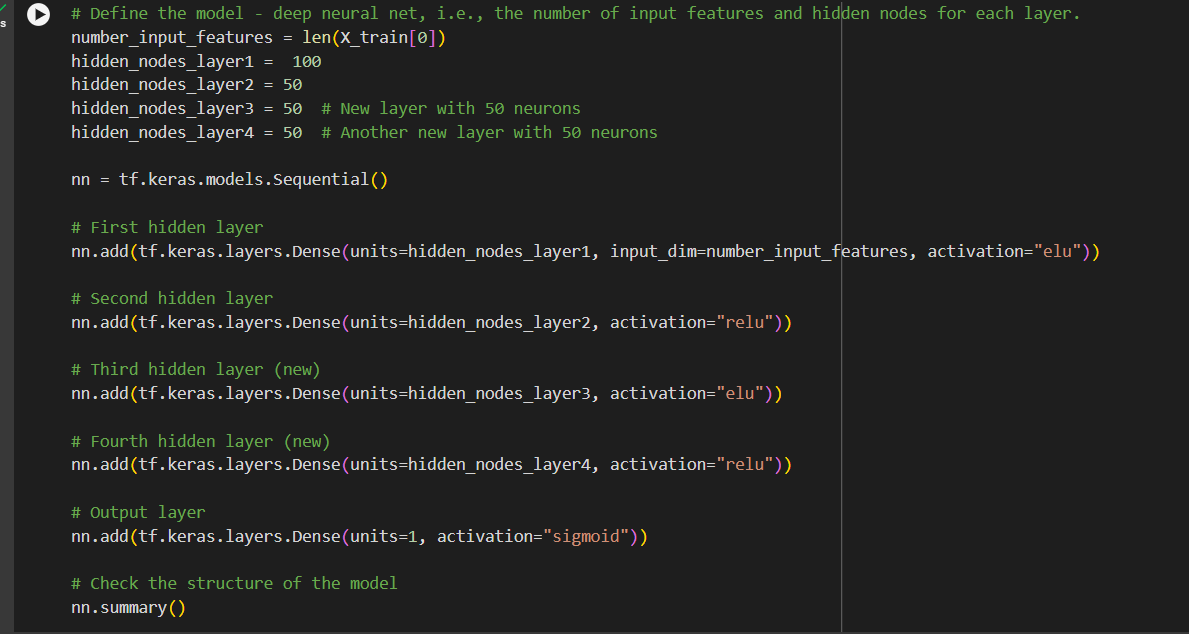 s
# Define the model - deep neural net, i.e., the number of input features and hidden nodes for each layer.
number_input_features = len(X_train[0])
hidden_nodes_layer1 =  100
hidden_nodes_layer2 = 50
hidden_nodes_layer3 = 50  # New layer with 50 neurons
hidden_nodes_layer4 = 50  # Another new layer with 50 neurons
nn = tf.keras.models.Sequential()
# First hidden layer
nn.add(tf.keras.layers.Dense(units=hidden_nodes_layer1, input_dim=number_input_features, activation="elu"))
# Second hidden layer
nn.add(tf.keras.layers.Dense(units=hidden_nodes_layer2, activation="relu"))
# Third hidden layer (new)
nn.add(tf.keras.layers.Dense(units=hidden_nodes_layer3, activation="elu"))
# Fourth hidden layer (new)
nn.add(tf.keras.layers.Dense(units=hidden_nodes_layer4, activation="relu"))
# Output layer
nn.add(tf.keras.layers.Dense(units=1, activation="sigmoid"))
# Check the structure of the model
nn.summary()